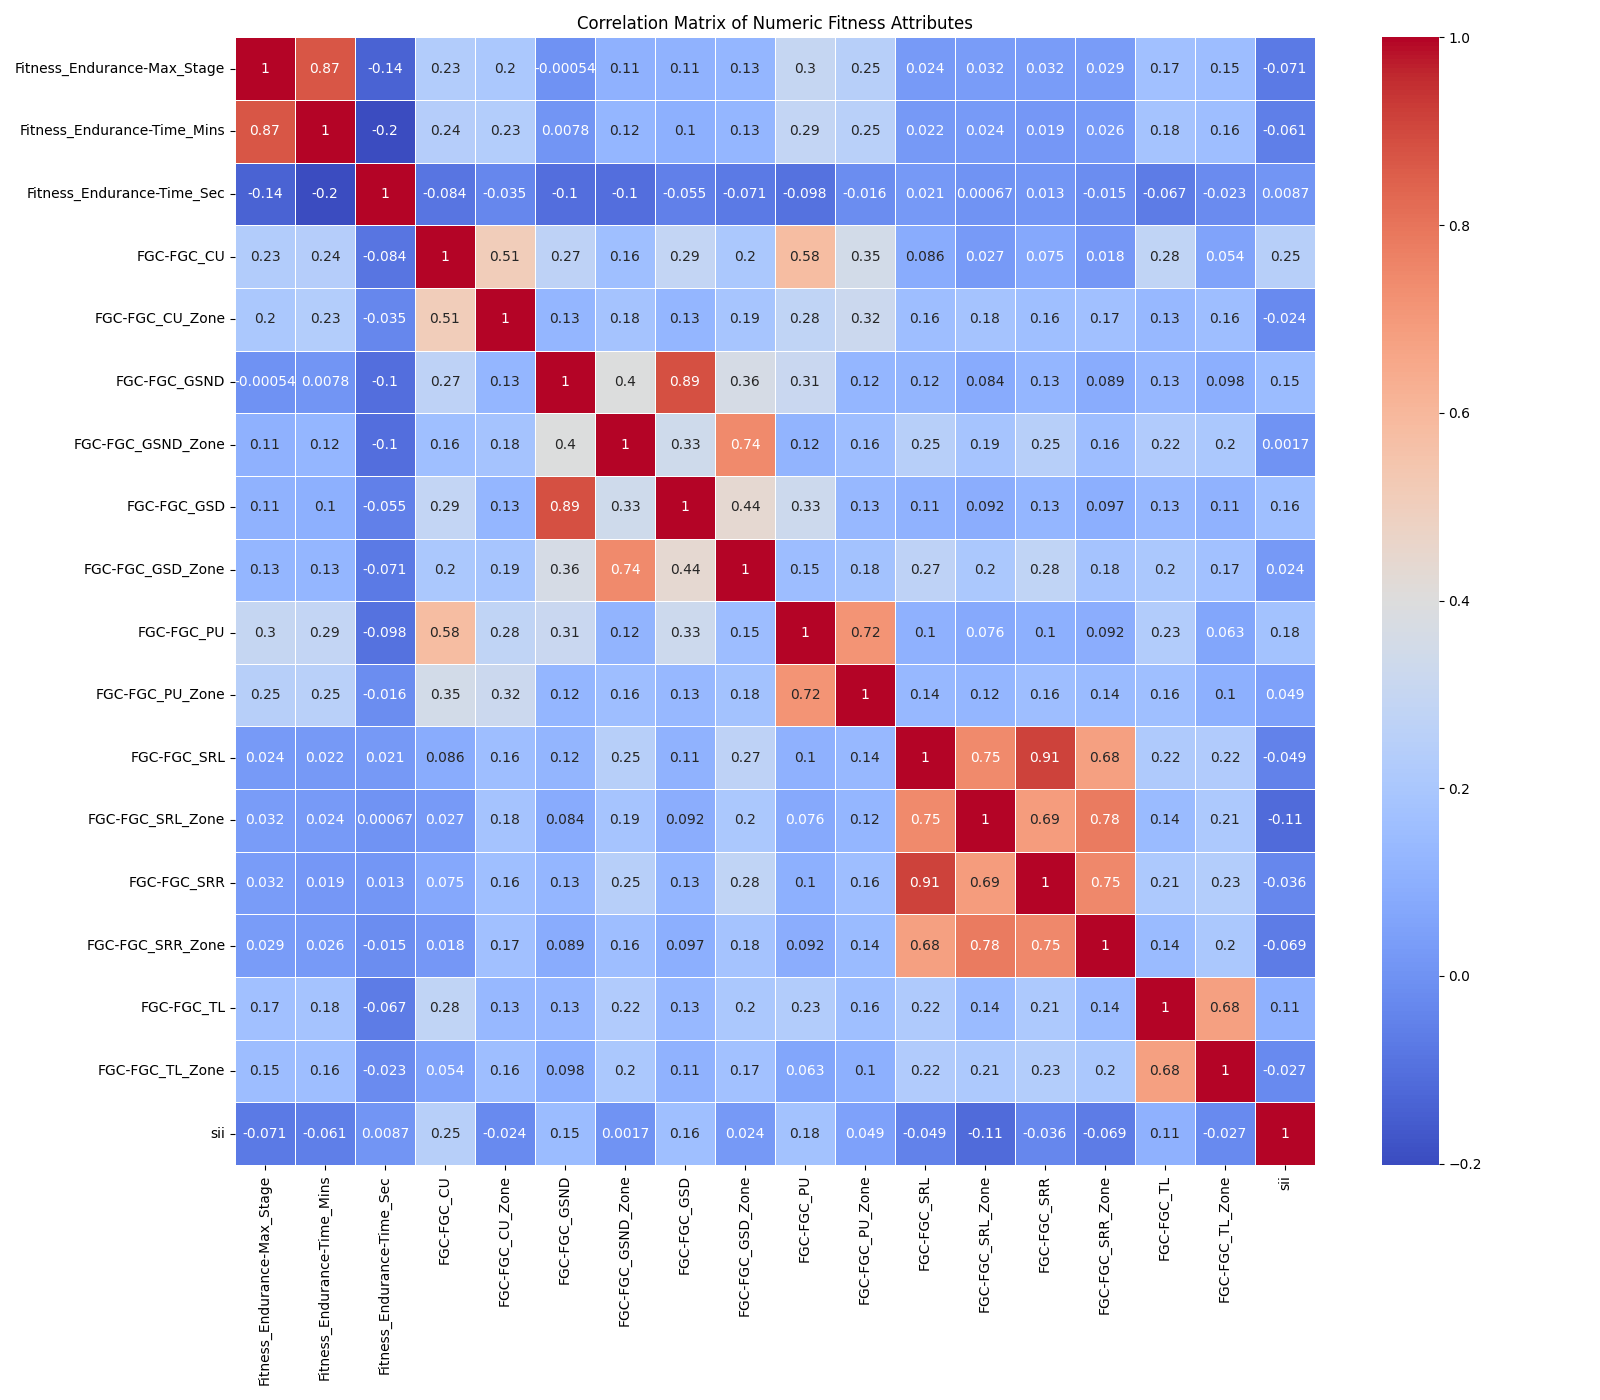 Correlation Matrix of Numeric Fitness Attributes
Fitness_Endurance-Max_Stage 1 0.87 -0.14 0.23 0.2 -0.00054 0.11 0.11 0.13 0.3 0.25 0.024 0.032 0.032 0.029 0.17 0.15 -0.071
Fitness_Endurance-Time_Mins 0.87 1 -0.2 0.24 0.23 0.0078 0.12 0.1 0.13 0.29 0.25 0.022 0.024 0.019 0.026 0.18 0.16 -0.061
Fitness_Endurance-Time_Sec -0.14 -0.2 1 -0.084 -0.035 -0.1 -0.1 -0.055 -0.071 -0.098 -0.016 0.021 0.00067 0.013 -0.015 -0.067 -0.023 0.0087
FGC-FGC_CU 0.23 0.24 -0.084 1 0.51 0.27 0.16 0.29 0.2 0.58 0.35 0.086 0.027 0.075 0.018 0.28 0.054 0.25
FGC-FGC_CU_Zone 0.2 0.23 -0.035 0.51 1 0.13 0.18 0.13 0.19 0.28 0.32 0.16 0.18 0.16 0.17 0.13 0.16 -0.024
FGC-FGC_GSND -0.00054 0.0078 -0.1 0.27 0.13 1 0.4 0.89 0.36 0.31 0.12 0.12 0.084 0.13 0.089 0.13 0.098 0.15
FGC-FGC_GSND_Zone 0.11 0.12 -0.1 0.16 0.18 0.4 1 0.33 0.74 0.12 0.16 0.25 0.19 0.25 0.16 0.22 0.2 0.0017
FGC-FGC_GSD 0.11 0.1 -0.055 0.29 0.13 0.89 0.33 1 0.44 0.33 0.13 0.11 0.092 0.13 0.097 0.13 0.11 0.16
FGC-FGC_GSD_Zone 0.13 0.13 -0.071 0.2 0.19 0.36 0.74 0.44 1 0.15 0.18 0.27 0.2 0.28 0.18 0.2 0.17 0.024
FGC-FGC_PU 0.3 0.29 -0.098 0.58 0.28 0.31 0.12 0.33 0.15 1 0.72 0.1 0.076 0.1 0.092 0.23 0.063 0.18
FGC-FGC_PU_Zone 0.25 0.25 -0.016 0.35 0.32 0.12 0.16 0.13 0.18 0.72 1 0.14 0.12 0.16 0.14 0.16 0.1 0.049
FGC-FGC_SRL 0.024 0.022 0.021 0.086 0.16 0.12 0.25 0.11 0.27 0.1 0.14 1 0.75 0.91 0.68 0.22 0.22 -0.049
FGC-FGC_SRL_Zone 0.032 0.024 0.00067 0.027 0.18 0.084 0.19 0.092 0.2 0.076 0.12 0.75 1 0.69 0.78 0.14 0.21 -0.11
FGC-FGC_SRR 0.032 0.019 0.013 0.075 0.16 0.13 0.25 0.13 0.28 0.1 0.16 0.91 0.69 1 0.75 0.21 0.23 -0.036
FGC-FGC_SRR_Zone 0.029 0.026 -0.015 0.018 0.17 0.089 0.16 0.097 0.18 0.092 0.14 0.68 0.78 0.75 1 0.14 0.2 -0.069
FGC-FGC_TL 0.17 0.18 -0.067 0.28 0.13 0.13 0.22 0.13 0.2 0.23 0.16 0.22 0.14 0.21 0.14 1 0.68 0.11
FGC-FGC_TL_Zone 0.15 0.16 -0.023 0.054 0.16 0.098 0.2 0.11 0.17 0.063 0.1 0.22 0.21 0.23 0.2 0.68 1 -0.027
sii -0.071 -0.061 0.0087 0.25 -0.024 0.15 0.0017 0.16 0.024 0.18 0.049 -0.049 -0.11 -0.036 -0.069 0.11 -0.027 1
Fitness_Endurance-Max_Stage
Fitness_Endurance-Time_Mins
Fitness_Endurance-Time_Sec
FGC-FGC_CU
FGC-FGC_CU_Zone
FGC-FGC_GSND
FGC-FGC_GSND_Zone
FGC-FGC_GSD
FGC-FGC_GSD_Zone
FGC-FGC_PU
FGC-FGC_PU_Zone
FGC-FGC_SRL
FGC-FGC_SRL_Zone
FGC-FGC_SRR
FGC-FGC_SRR_Zone
FGC-FGC_TL
FGC-FGC_TL_Zone
sii
1.0
0.8
0.6
0.4
0.2
0.0
−0.2